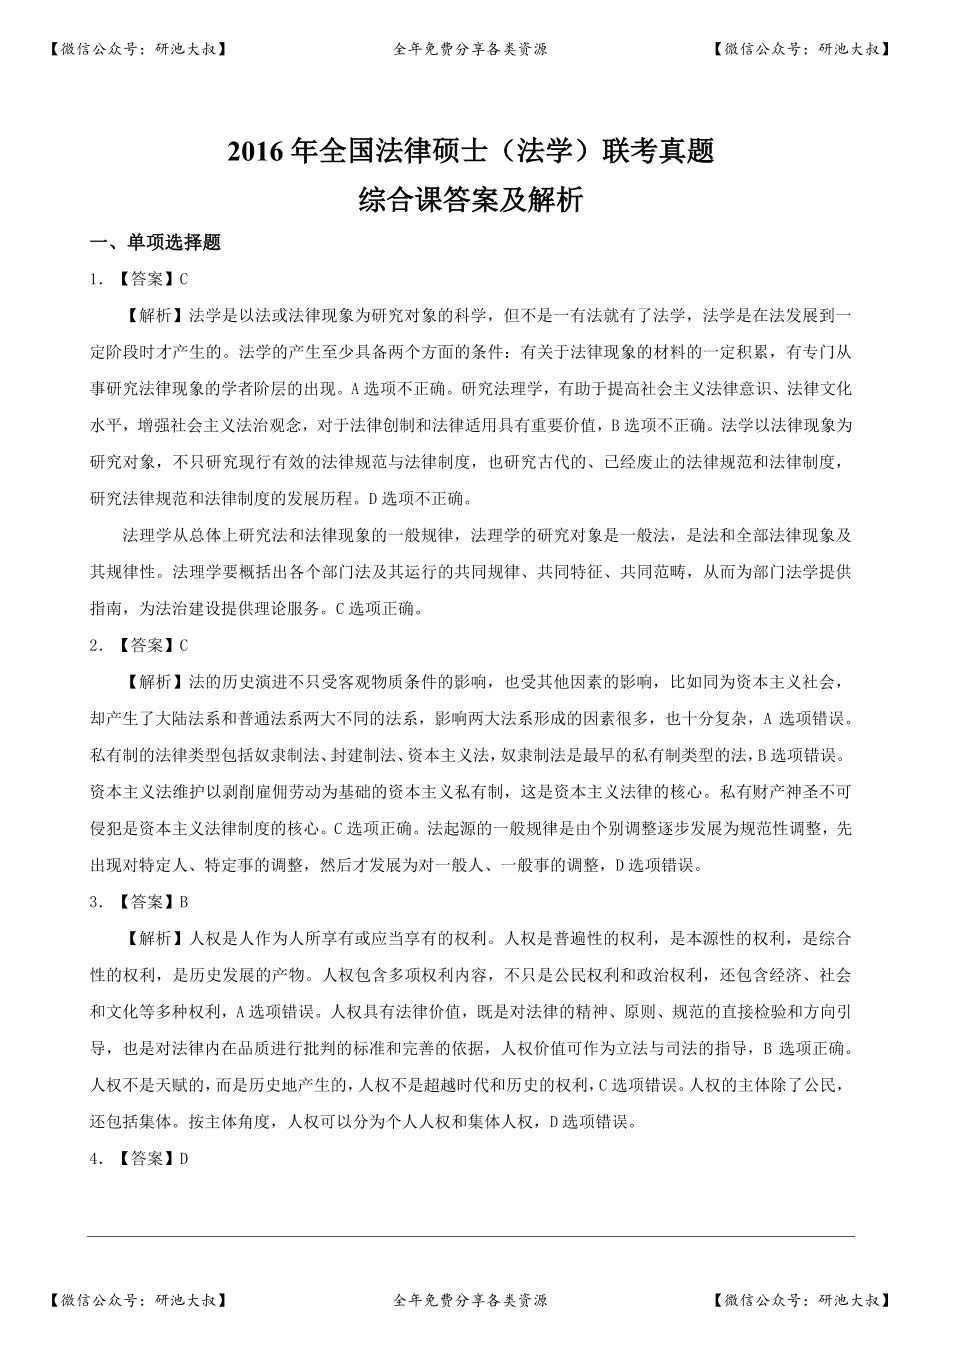 【微信公众号：研池大叔】 全年免费分享各类资源 【微信公众号：研池大叔】
2016 年全国法律硕士（法学）联考真题
综合课答案及解析
一、单项选择题
1．【答案】C
【解析】法学是以法或法律现象为研究对象的科学，但不是一有法就有了法学，法学是在法发展到一
定阶段时才产生的。法学的产生至少具备两个方面的条件：有关于法律现象的材料的一定积累，有专门从
事研究法律现象的学者阶层的出现。A 选项不正确。研究法理学，有助于提高社会主义法律意识、法律文化
水平，增强社会主义法治观念，对于法律创制和法律适用具有重要价值，B 选项不正确。法学以法律现象为
研究对象，不只研究现行有效的法律规范与法律制度，也研究古代的、已经废止的法律规范和法律制度，
研究法律规范和法律制度的发展历程。D 选项不正确。
法理学从总体上研究法和法律现象的一般规律，法理学的研究对象是一般法，是法和全部法律现象及
其规律性。法理学要概括出各个部门法及其运行的共同规律、共同特征、共同范畴，从而为部门法学提供
指南，为法治建设提供理论服务。C 选项正确。
2．【答案】C
【解析】法的历史演进不只受客观物质条件的影响，也受其他因素的影响，比如同为资本主义社会，
却产生了大陆法系和普通法系两大不同的法系，影响两大法系形成的因素很多，也十分复杂，A 选项错误。
私有制的法律类型包括奴隶制法、封建制法、资本主义法，奴隶制法是最早的私有制类型的法，B 选项错误。
资本主义法维护以剥削雇佣劳动为基础的资本主义私有制，这是资本主义法律的核心。私有财产神圣不可
侵犯是资本主义法律制度的核心。C 选项正确。法起源的一般规律是由个别调整逐步发展为规范性调整，先
出现对特定人、特定事的调整，然后才发展为对一般人、一般事的调整，D 选项错误。
3．【答案】B
【解析】人权是人作为人所享有或应当享有的权利。人权是普遍性的权利，是本源性的权利，是综合
性的权利，是历史发展的产物。人权包含多项权利内容，不只是公民权利和政治权利，还包含经济、社会
和文化等多种权利，A 选项错误。人权具有法律价值，既是对法律的精神、原则、规范的直接检验和方向引
导，也是对法律内在品质进行批判的标准和完善的依据，人权价值可作为立法与司法的指导，B 选项正确。
人权不是天赋的，而是历史地产生的，人权不是超越时代和历史的权利，C 选项错误。人权的主体除了公民，
还包括集体。按主体角度，人权可以分为个人人权和集体人权，D 选项错误。
4．【答案】D
【微信公众号：研池大叔】 全年免费分享各类资源 【微信公众号：研池大叔】